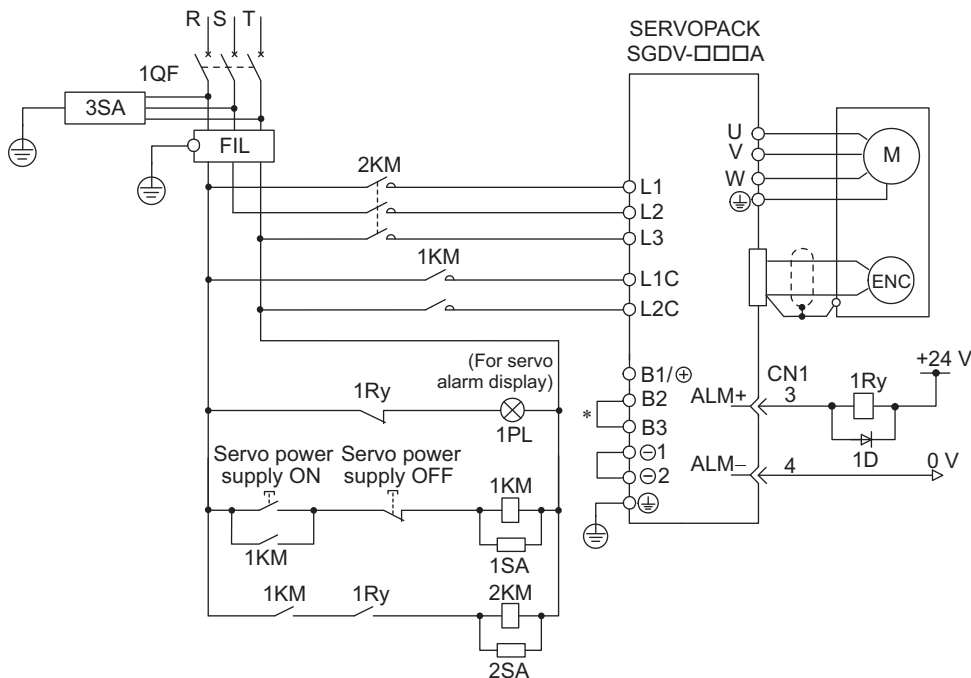 R S T
1QF
3SA
FIL
2KM
1KM
SERVOPACK
SGDV-□□□A
L1
L2
L3
L1C
L2C
B1/⊕
B2
B3
*
⊖1
⊖2
U
V
W
M
ENC
(For servo
alarm display)
1Ry
1PL
Servo power
supply ON
Servo power
supply OFF
1KM
1KM
1SA
1KM
1Ry
2KM
2SA
CN1
ALM+
3
1Ry
+24 V
1D
ALM−
4
0 V